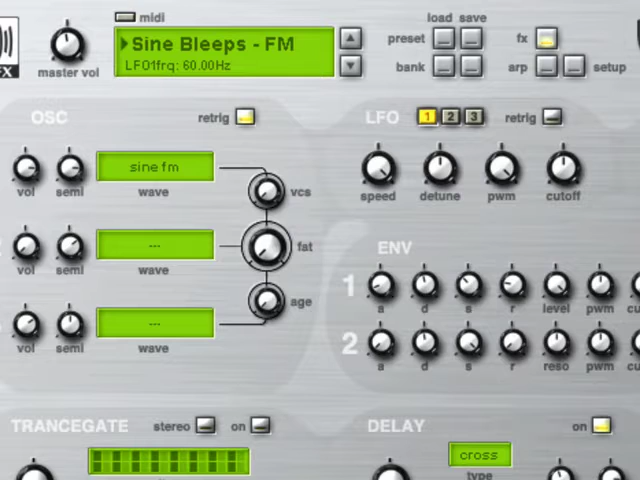 midi
load save
Sine Bleeps - FM
preset
fx
LFO1frq: 60.00Hz
X
master vol
bank
arp
setup
OSC
retrig
LFO
1 2 3
retrig
sine fm
vol
semi
wave
vcs
speed
detune
pwm
cutoff
---
fat
ENV
vol
semi
wave
1
a
d
s
r
level
pwm
---
age
vol
semi
wave
2
a
d
s
r
reso
pwm
TRANCEGATE
stereo
on
DELAY
on
cross
type